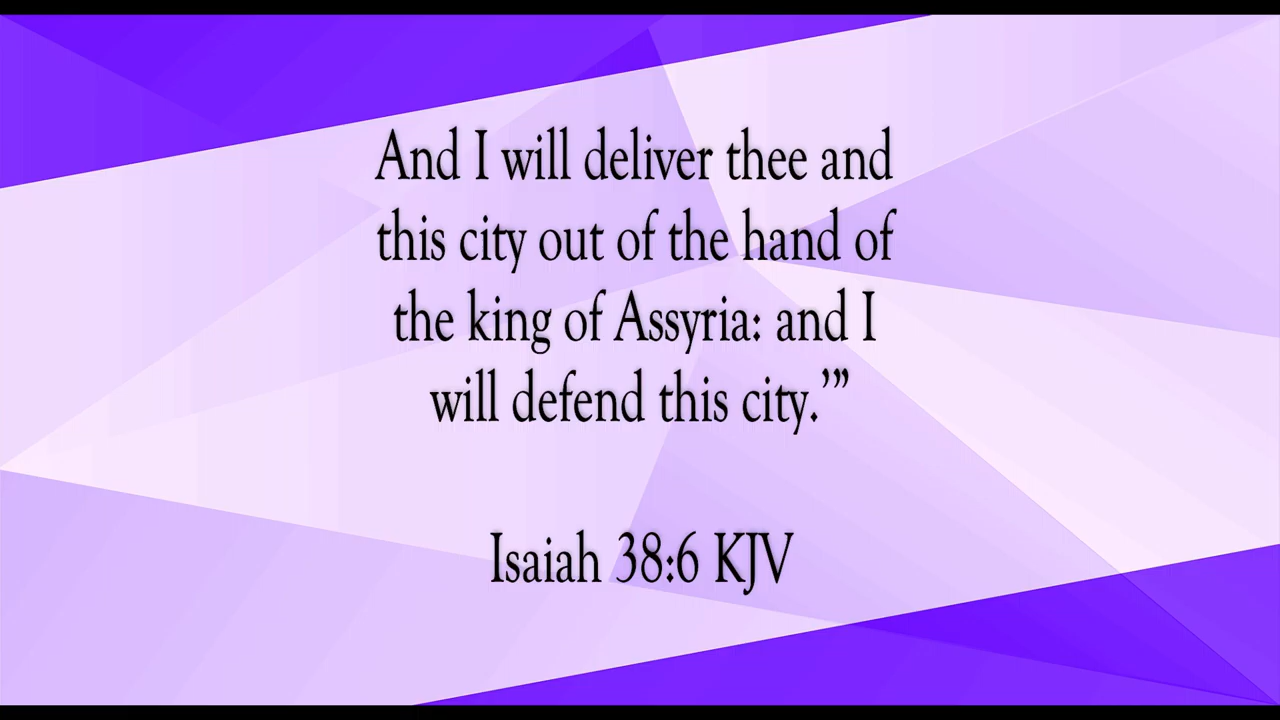 And I will deliver thee and
this city out of the hand of
the king of Assyria: and I
will defend this city.’”
Isaiah 38:6 KJV